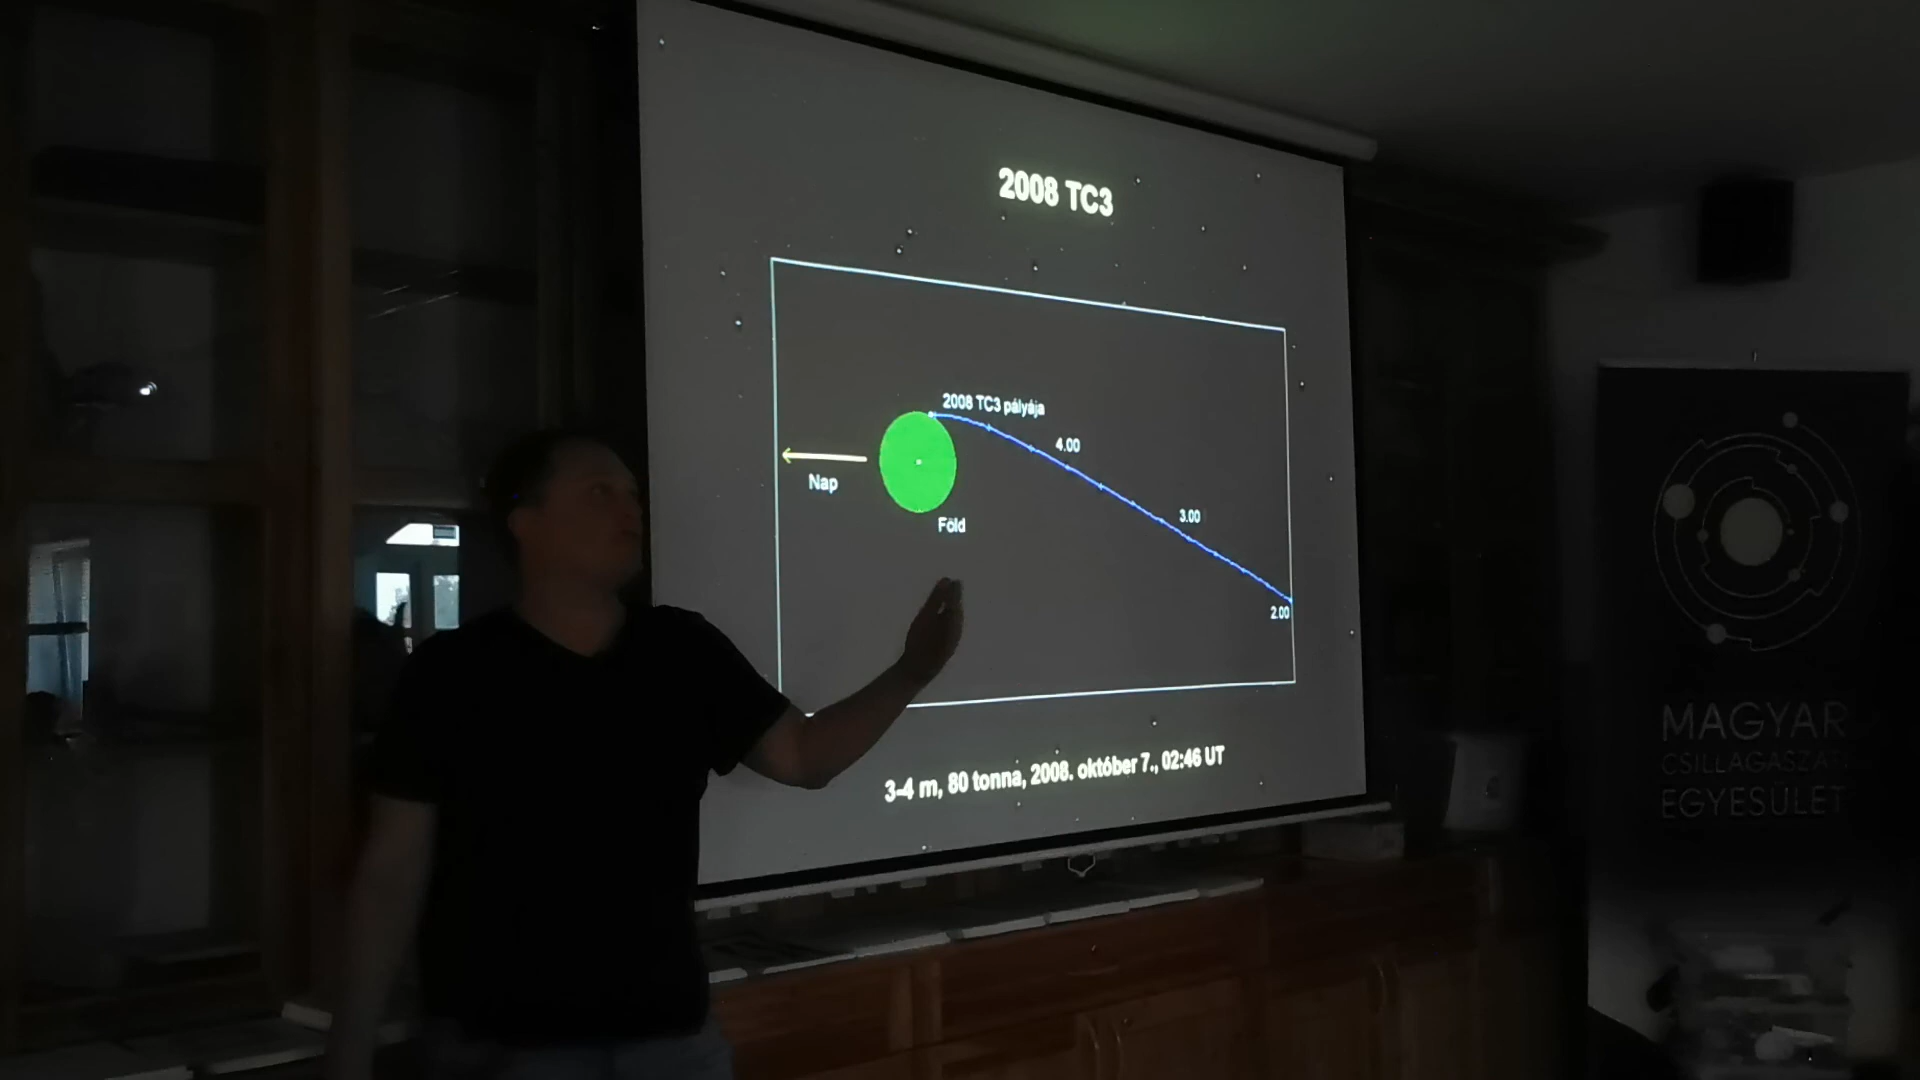 2008 TC3
2008 TC3 pályája
4.00
Nap
3.00
Föld
2.00
3-4 m, 80 tonna, 2008. október 7., 02:46 UT
MAGYAR
CSILLAGÁSZATI
EGYESÜLET